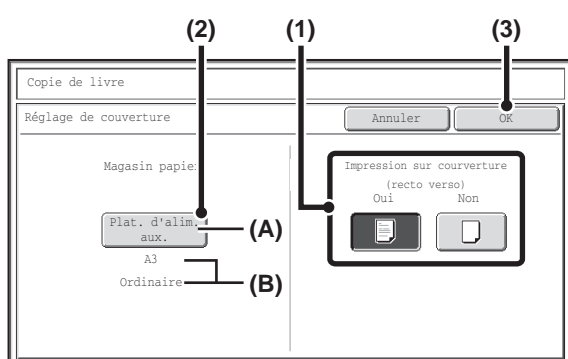 (2) (1) (3)
Copie de livre
Réglage de couverture Annuler OK
Magasin papier
Impression sur courverture
(recto verso)
Oui Non
Plat. d'alim.
aux.
(A)
A3
Ordinaire
(B)